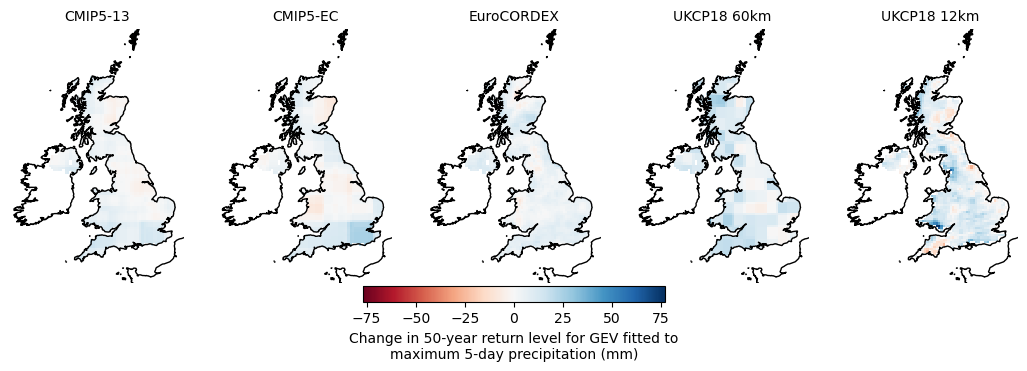 CMIP5-13 CMIP5-EC EuroCORDEX UKCP18 60km UKCP18 12km
−75 −50 −25 0 25 50 75
Change in 50-year return level for GEV fitted to
maximum 5-day precipitation (mm)